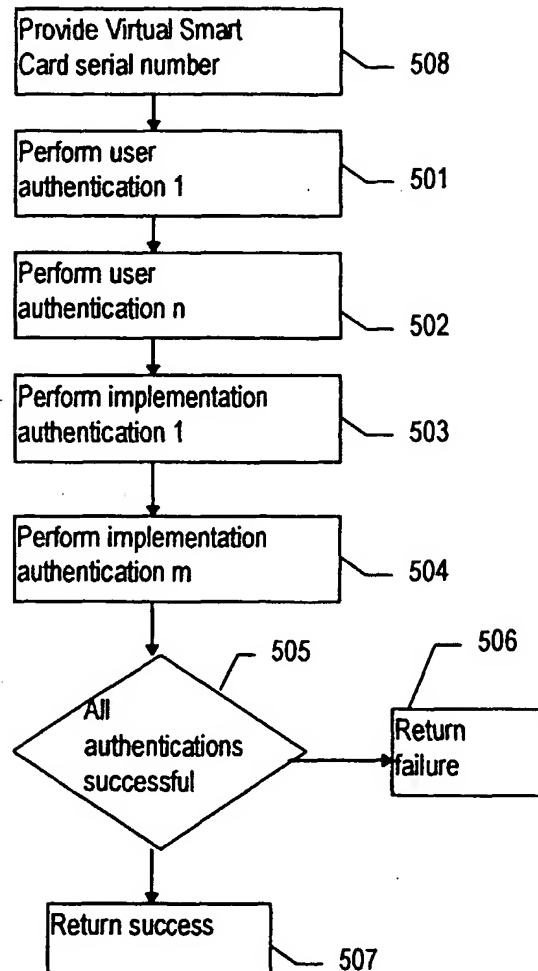 Provide Virtual Smart
Card serial number
508
Perform user
authentication 1
501
Perform user
authentication n
502
Perform implementation
authentication 1
503
Perform implementation
authentication m
504
505
All
authentications
successful
506
Return
failure
Return success
507